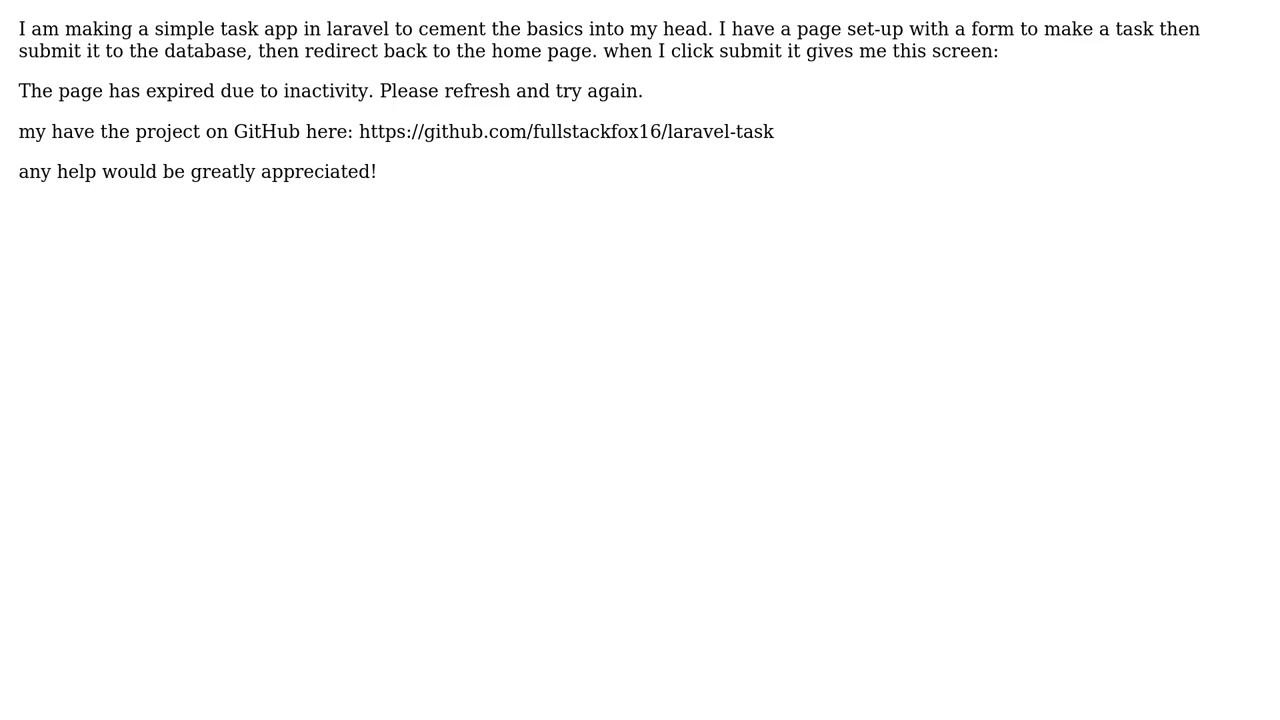 I am making a simple task app in laravel to cement the basics into my head. I have a page set-up with a form to make a task then
submit it to the database, then redirect back to the home page. when I click submit it gives me this screen:
The page has expired due to inactivity. Please refresh and try again.
my have the project on GitHub here: https://github.com/fullstackfox16/laravel-task
any help would be greatly appreciated!